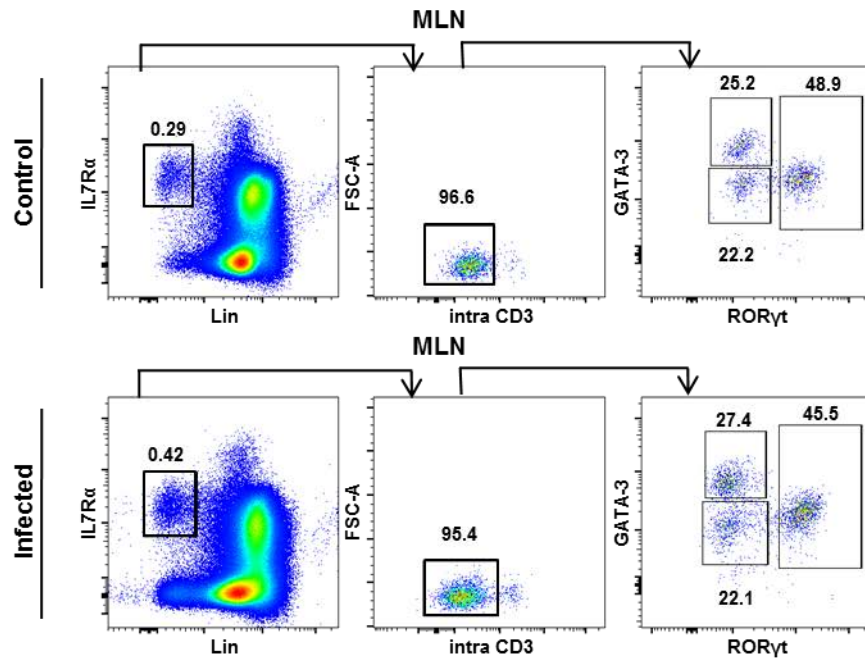 MLN
Control
IL7Rα
0.29
Lin
FSC-A
96.6
intra CD3
GATA-3
25.2
48.9
22.2
RORγt
MLN
Infected
IL7Rα
0.42
Lin
FSC-A
95.4
intra CD3
GATA-3
27.4
45.5
22.1
RORγt